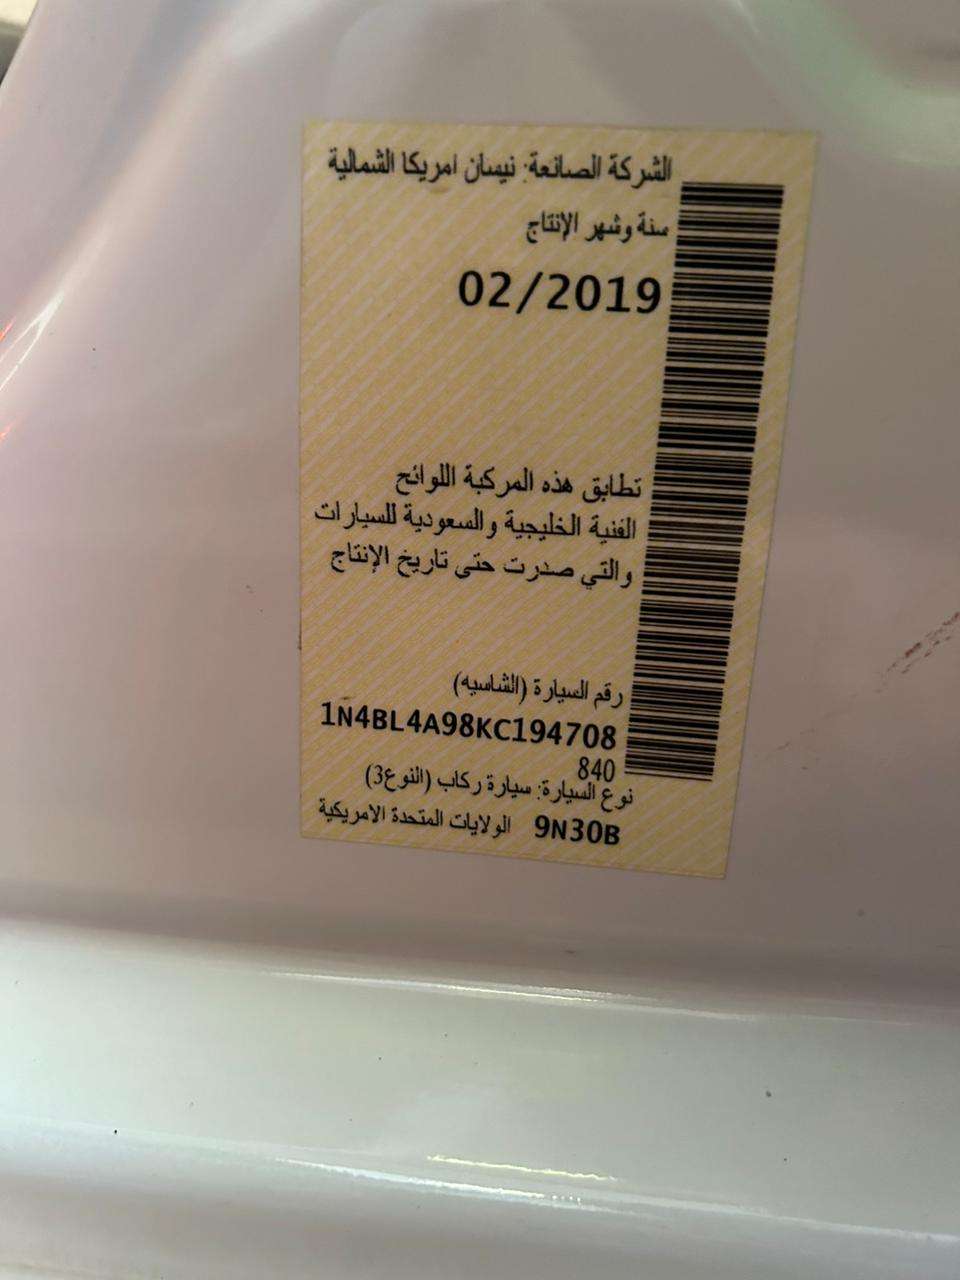 الشركة الصانعة: نيسان امريكا الشمالية
سنة وشهر الإنتاج
02/2019
تطابق هذه المركبة اللوائح
الفنية الخليجية والسعودية للسيارات
والتي صدرت حتى تاريخ الإنتاج
رقم السيارة (الشاسيه)
1N4BL4A98KC194708
840
نوع السيارة: سيارة ركاب (النوع3)
9N30B الولايات المتحدة الامريكية